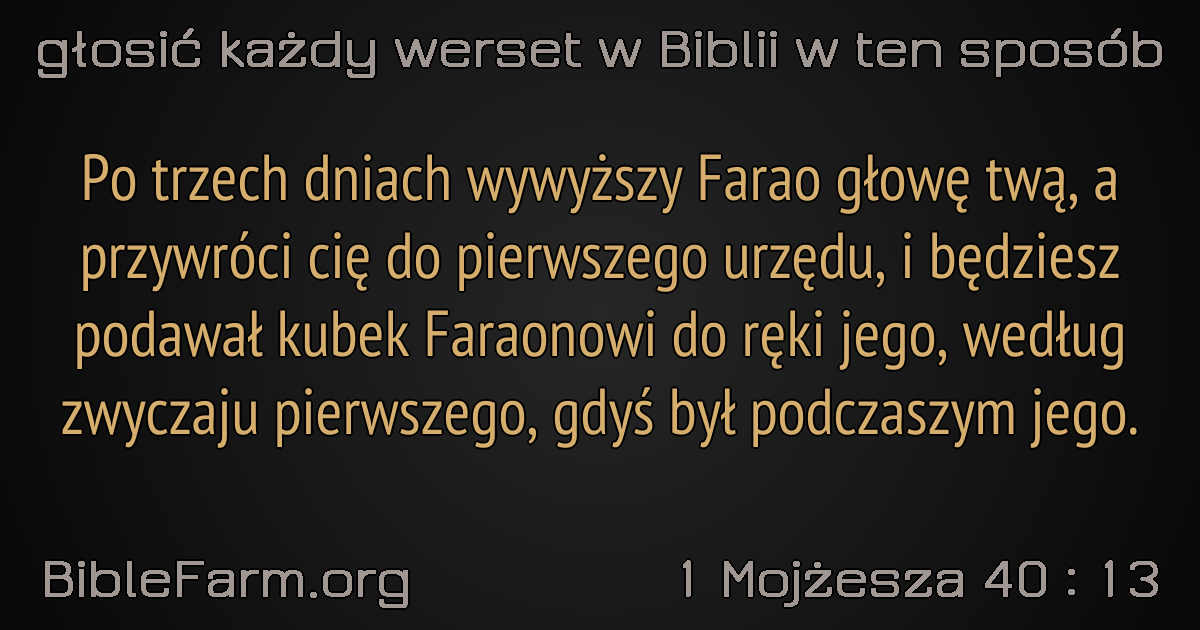 głosić każdy werset w Biblii w ten sposób
Po trzech dniach wywyższy Farao głowę twą, a
przywróci cię do pierwszego urzędu, i będziesz
podawał kubek Faraonowi do ręki jego, według
zwyczaju pierwszego, gdyś był podczaszym jego.
BibleFarm.org
1 Mojżesza 40 : 13